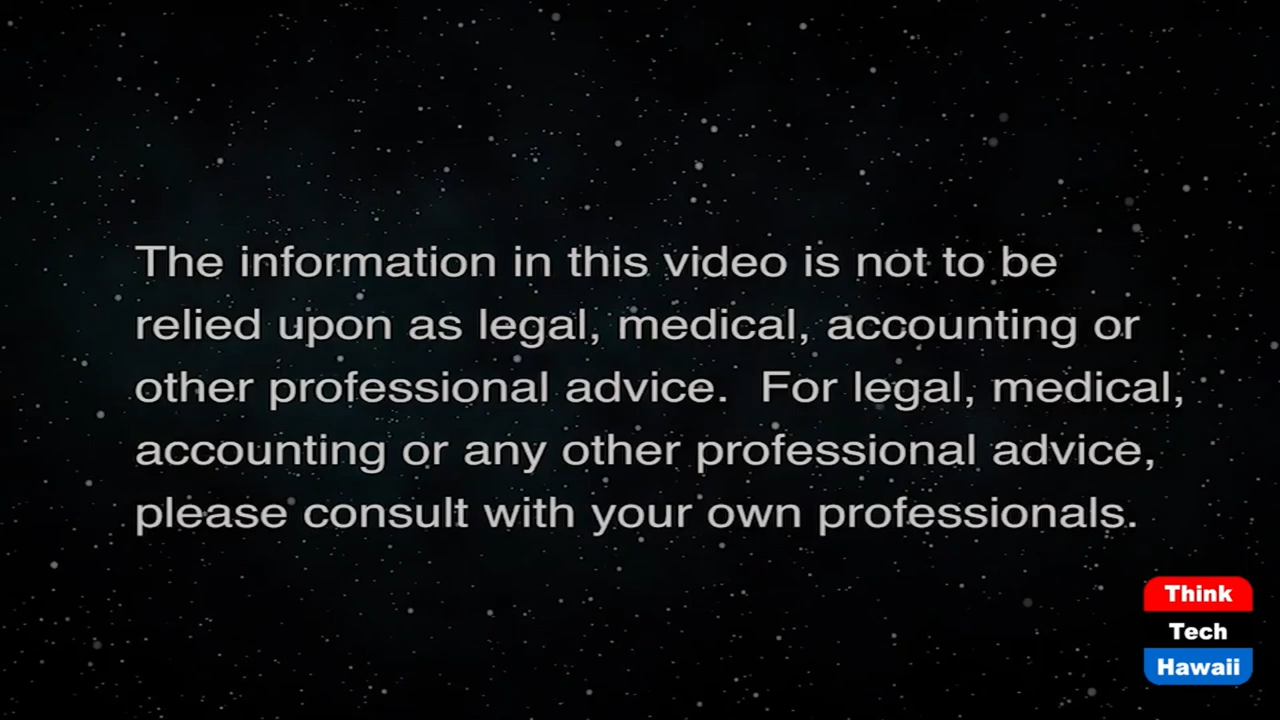 The information in this video is not to be
relied upon as legal, medical, accounting or
other professional advice.  For legal, medical,
accounting or any other professional advice,
please consult with your own professionals.
Think
Tech
Hawaii